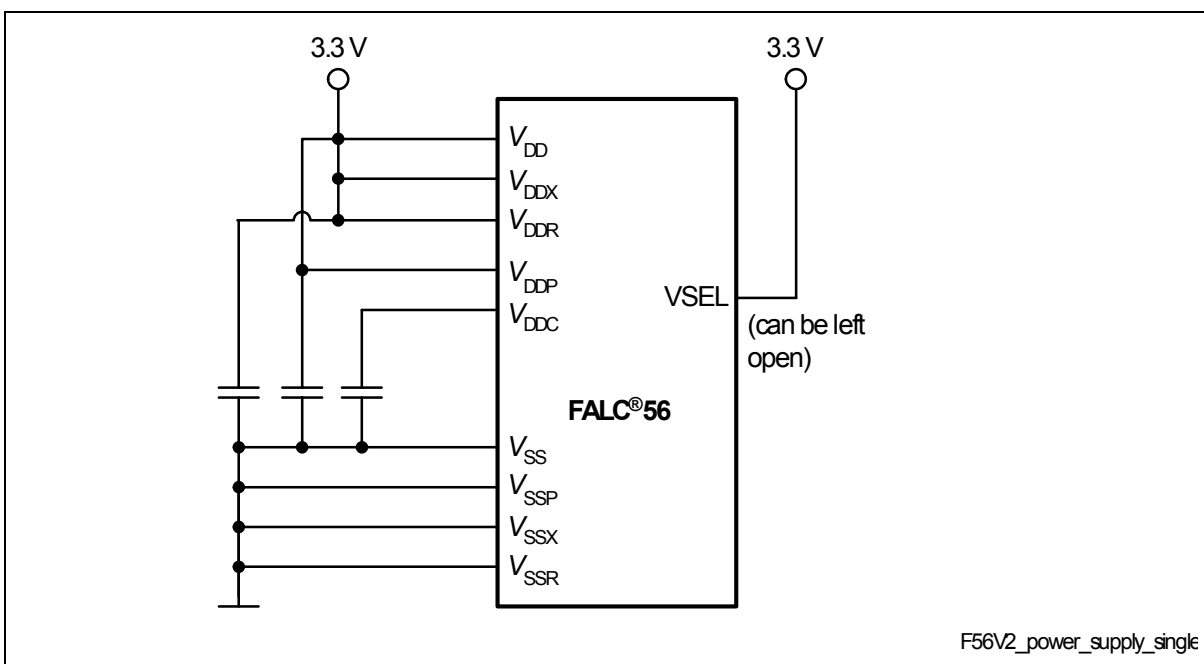 3.3 V
3.3 V
VDD
VDDX
VDDR
VDDP
VDDC
VSEL
(can be left
open)
FALC®56
VSS
VSSP
VSSX
VSSR
F56V2_power_supply_single